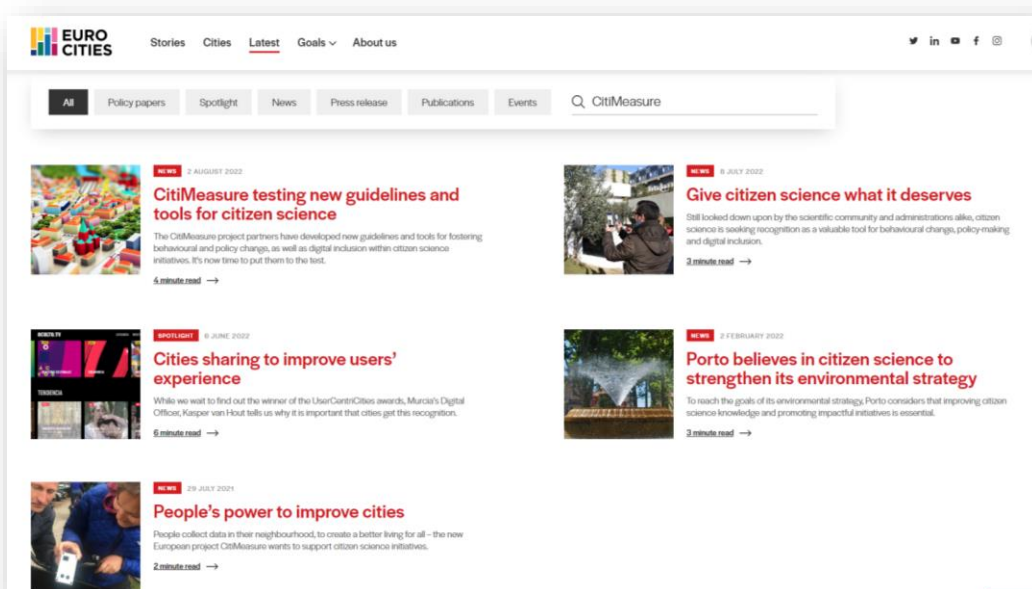 EURO
CITIES
Stories Cities Latest Goals About us
All Policy papers Spotlight News Press release Publications Events CitiMeasure
NEWS 2 AUGUST 2022
CitiMeasure testing new guidelines and
tools for citizen science
The CitiMeasure project partners have developed new guidelines and tools for fostering
behavioural and policy change, as well as digital inclusion within citizen science
initiatives. It's now time to put them to the test.
4 minute read
NEWS 6 JULY 2022
Give citizen science what it deserves
Still looked down upon by the scientific community and administrations alike, citizen
science is seeking recognition as a valuable tool for behavioural change, policy-making
and digital inclusion.
3 minute read
SPOTLIGHT 6 JUNE 2022
Cities sharing to improve users'
experience
While we wait to find out the winner of the UserCentriCities awards, Murcia's Digital
Officer, Kasper van Hout tells us why it is important that cities get this recognition.
6 minute read
TENDENCIA
NEWS 2 FEBRUARY 2022
Porto believes in citizen science to
strengthen its environmental strategy
To reach the goals of its environmental strategy, Porto considers that improving citizen
science knowledge and promoting impactful initiatives is essential.
3 minute read
NEWS 29 JULY 2021
People's power to improve cities
People collect data in their neighbourhood, to create a better living for all – the new
European project CitiMeasure wants to support citizen science initiatives.
2 minute read